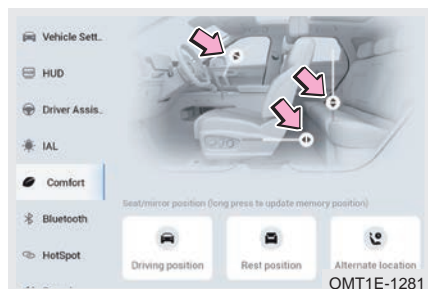 Vehicle Sett..
HUD
Driver Assis..
IAL
Comfort
Bluetooth
HotSpot
Seat/mirror position (long press to update memory position)
Driving position
Rest position
Alternate location
OMT1E-1281